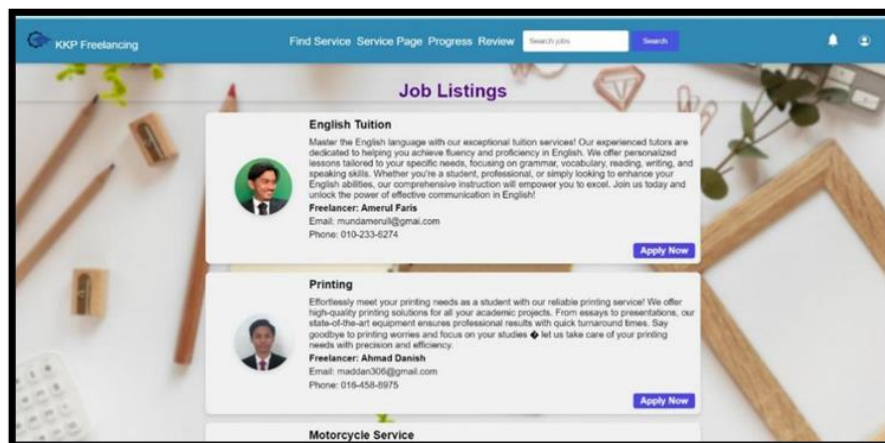 KKP Freelancing
Find Service Service Page Progress Review Search jobs Search
Job Listings
English Tuition
Master the English language with our exceptional tuition services! Our experienced tutors are
dedicated to helping you achieve fluency and proficiency in English. We offer personalized
lessons tailored to your specific needs, focusing on grammar, vocabulary, reading, writing, and
speaking skills. Whether you're a student, professional, or simply looking to enhance your
English abilities, our comprehensive instruction will empower you to excel. Join us today and
unlock the power of effective communication in English!
Freelancer: Amerul Faris
Email: mundamerull@gmai.com
Phone: 010-233-6274
Apply Now
Printing
Effortlessly meet your printing needs as a student with our reliable printing service! We offer
high-quality printing solutions for all your academic projects. From essays to presentations, our
state-of-the-art equipment ensures professional results with quick turnaround times. Say
goodbye to printing worries and focus on your studies � let us take care of your printing
needs with precision and efficiency.
Freelancer: Ahmad Danish
Email: maddan306@gmail.com
Phone: 016-458-8975
Apply Now
Motorcycle Service